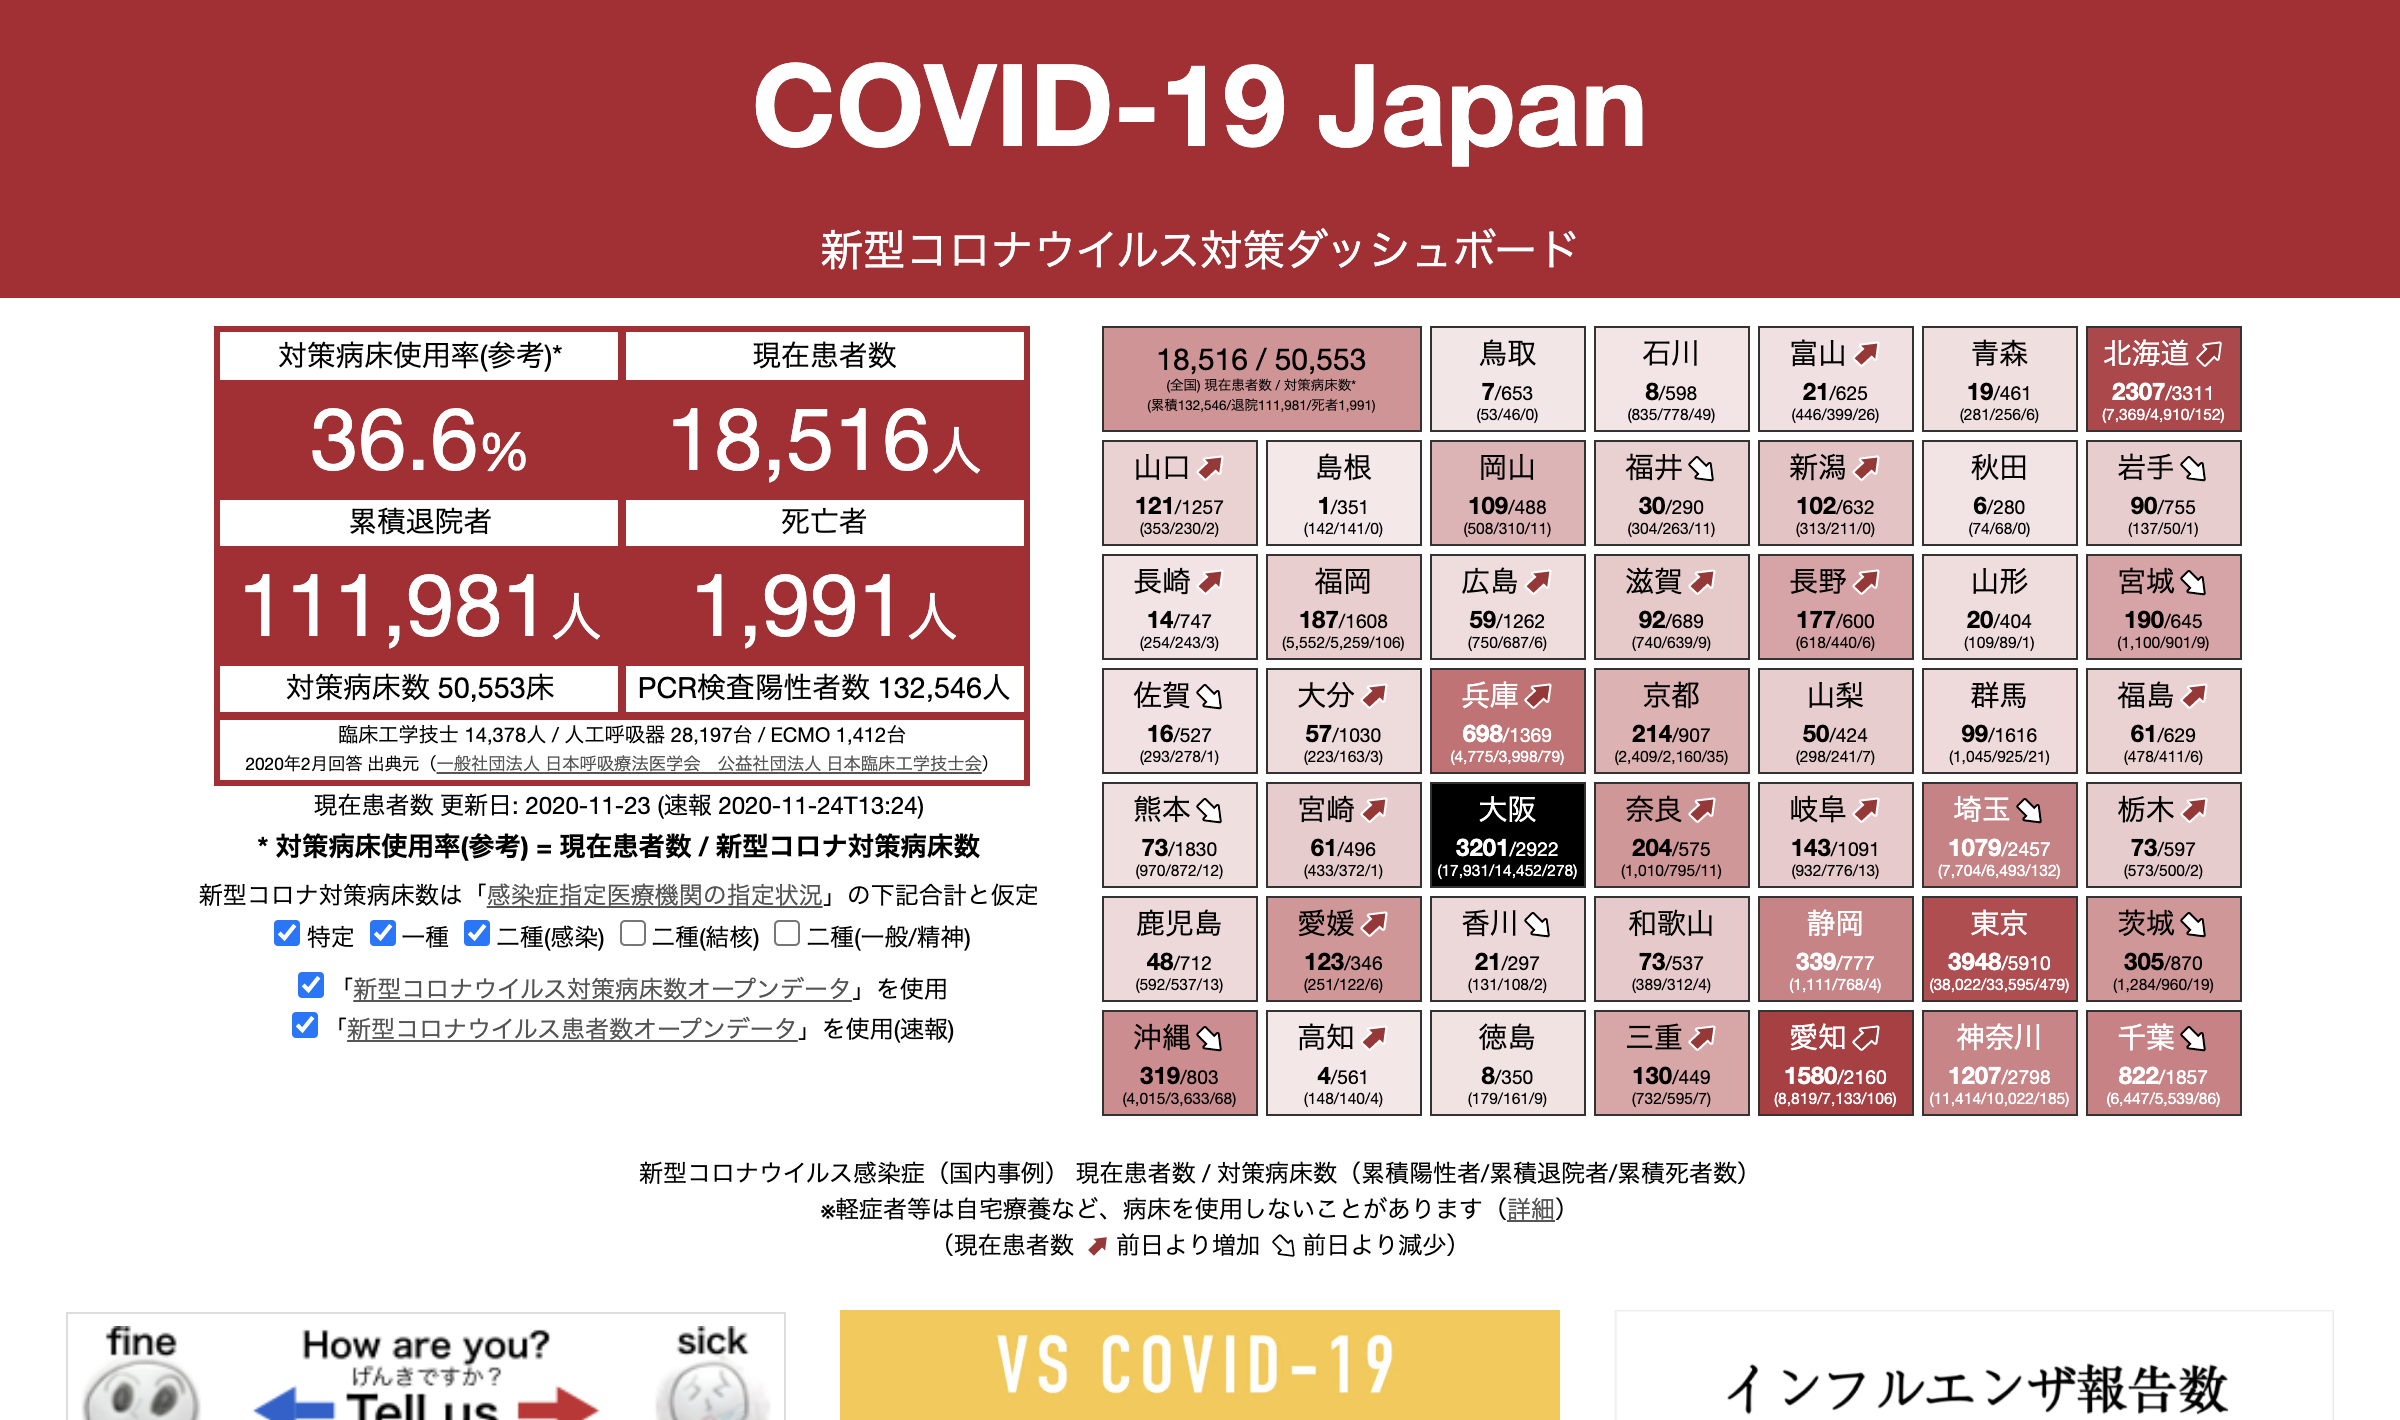 COVID-19 Japan
新型コロナウイルス対策ダッシュボード
対策病床使用率(参考)*
現在患者数
36.6%
18,516人
累積退院者
死亡者
111,981人
1,991人
対策病床数 50,553床
PCR検査陽性者数 132,546人
臨床工学技士 14,378人 / 人工呼吸器 28,197台 / ECMO 1,412台
2020年2月回答 出典元（一般社団法人 日本呼吸療法医学会　公益社団法人 日本臨床工学技士会）
現在患者数 更新日: 2020-11-23 (速報 2020-11-24T13:24)
* 対策病床使用率(参考) = 現在患者数 / 新型コロナ対策病床数
新型コロナ対策病床数は「感染症指定医療機関の指定状況」の下記合計と仮定
特定 一種 二種(感染) 二種(結核) 二種(一般/精神)
「新型コロナウイルス対策病床数オープンデータ」を使用
「新型コロナウイルス患者数オープンデータ」を使用(速報)
18,516 / 50,553
(全国) 現在患者数 / 対策病床数*
(累積132,546/退院111,981/死者1,991)
鳥取
7/653
(53/46/0)
石川
8/598
(835/778/49)
富山
21/625
(446/399/26)
青森
19/461
(281/256/6)
北海道
2307/3311
(7,369/4,910/152)
山口
121/1257
(353/230/2)
島根
1/351
(142/141/0)
岡山
109/488
(508/310/11)
福井
30/290
(304/263/11)
新潟
102/632
(313/211/0)
秋田
6/280
(74/68/0)
岩手
90/755
(137/50/1)
長崎
14/747
(254/243/3)
福岡
187/1608
(5,552/5,259/106)
広島
59/1262
(750/687/6)
滋賀
92/689
(740/639/9)
長野
177/600
(618/440/6)
山形
20/404
(109/89/1)
宮城
190/645
(1,100/901/9)
佐賀
16/527
(293/278/1)
大分
57/1030
(223/163/3)
兵庫
698/1369
(4,775/3,998/79)
京都
214/907
(2,409/2,160/35)
山梨
50/424
(298/241/7)
群馬
99/1616
(1,045/925/21)
福島
61/629
(478/411/6)
熊本
73/1830
(970/872/12)
宮崎
61/496
(433/372/1)
大阪
3201/2922
(17,931/14,452/278)
奈良
204/575
(1,010/795/11)
岐阜
143/1091
(932/776/13)
埼玉
1079/2457
(7,704/6,493/132)
栃木
73/597
(573/500/2)
鹿児島
48/712
(592/537/13)
愛媛
123/346
(251/122/6)
香川
21/297
(131/108/2)
和歌山
73/537
(389/312/4)
静岡
339/777
(1,111/768/4)
東京
3948/5910
(38,022/33,595/479)
茨城
305/870
(1,284/960/19)
沖縄
319/803
(4,015/3,633/68)
高知
4/561
(148/140/4)
徳島
8/350
(179/161/9)
三重
130/449
(732/595/7)
愛知
1580/2160
(8,819/7,133/106)
神奈川
1207/2798
(11,414/10,022/185)
千葉
822/1857
(6,447/5,539/86)
新型コロナウイルス感染症（国内事例） 現在患者数 / 対策病床数（累積陽性者/累積退院者/累積死者数）
※軽症者等は自宅療養など、病床を使用しないことがあります（詳細）
（現在患者数 前日より増加 前日より減少）
fine
How are you?
sick
げんきですか？
Tell us
VS COVID-19
インフルエンザ報告数